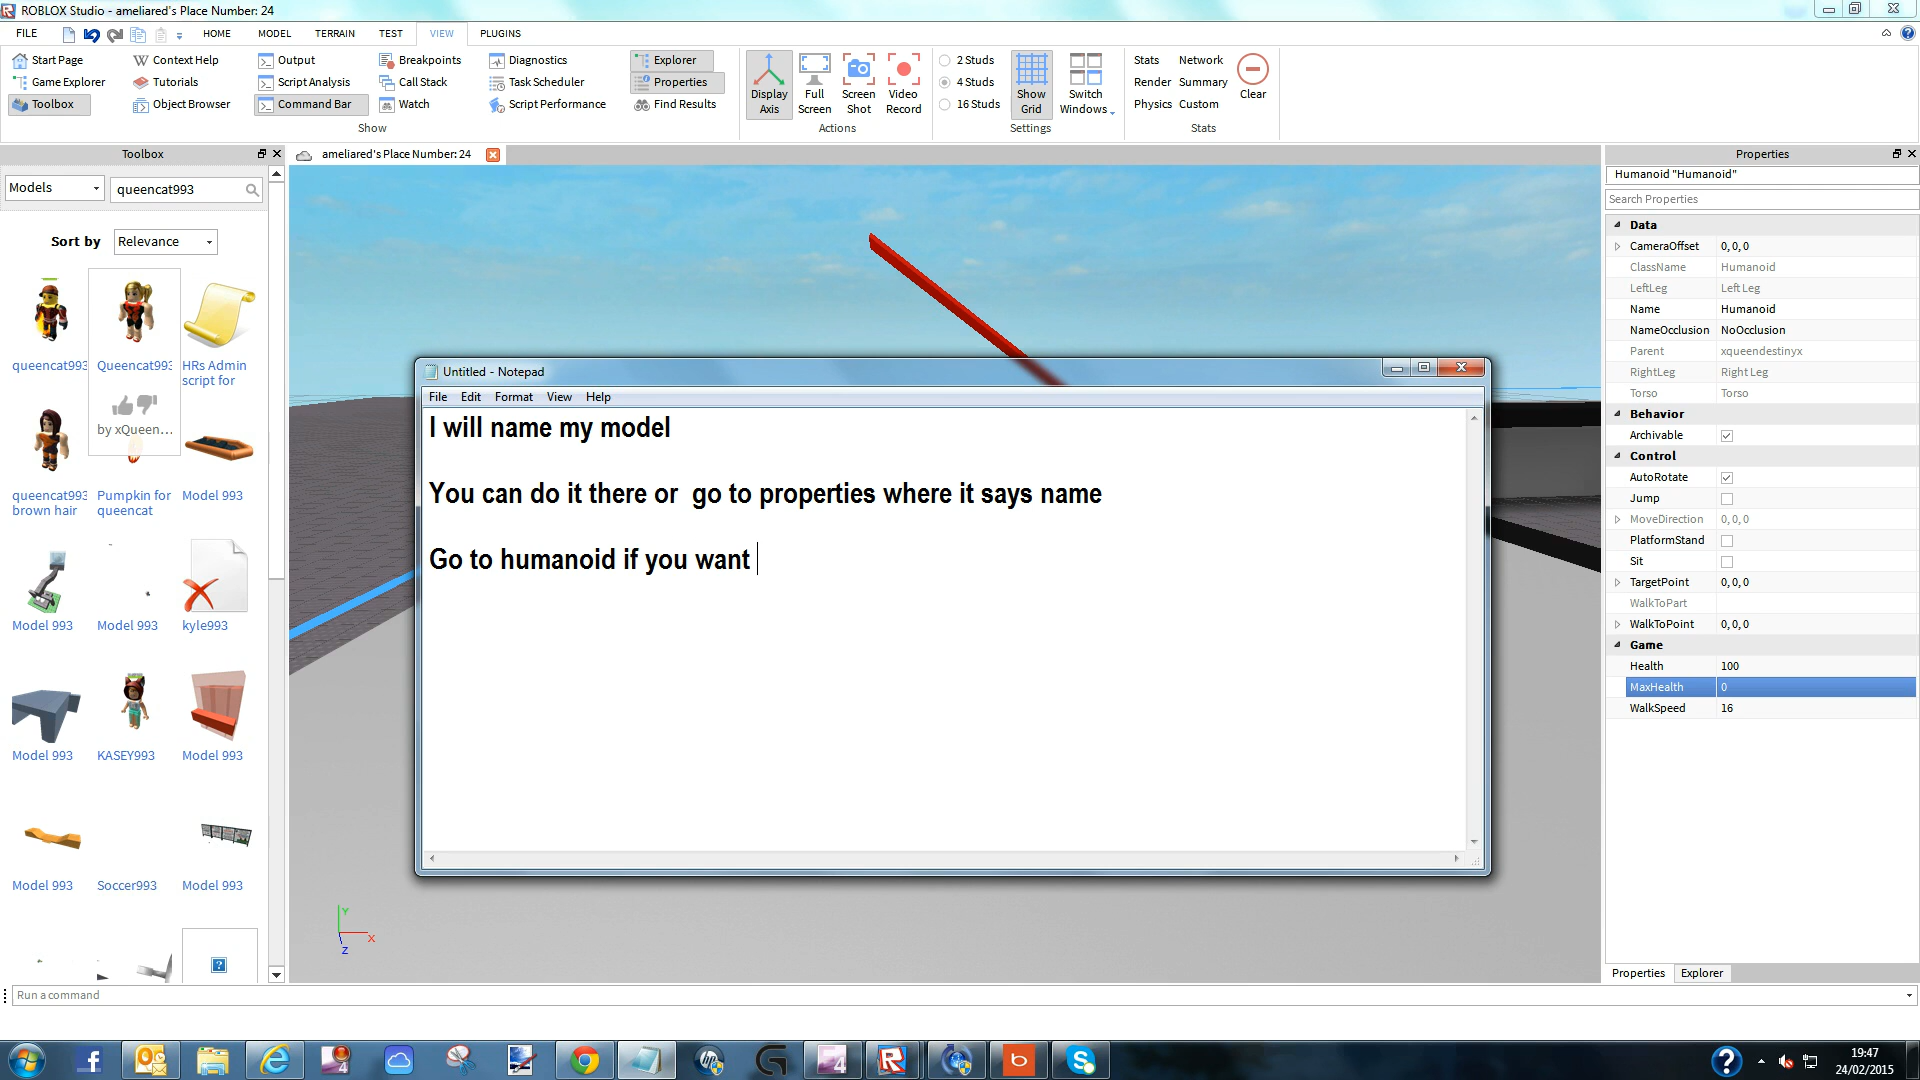 ROBLOX Studio - ameliared's Place Number: 24
FILE HOME MODEL TERRAIN TEST VIEW PLUGINS
Start Page Context Help Output Breakpoints Diagnostics Explorer
Game Explorer Tutorials Script Analysis Call Stack Task Scheduler Properties
Toolbox Object Browser Command Bar Watch Script Performance Find Results
Show
Display Axis
Full Screen
Screen Shot
Video Record
Actions
2 Studs
4 Studs
16 Studs
Show Grid
Switch Windows
Settings
Stats Network
Render Summary
Physics Custom
Clear
Stats
Toolbox
ameliared's Place Number: 24
Properties
Models
queencat993
Sort by Relevance
queencat993 Queencat993 HRs Admin
script for
by xQueen...
queencat993 Pumpkin for Model 993
brown hair queencat
Model 993 Model 993 kyle993
Model 993 KASEY993 Model 993
Model 993 Soccer993 Model 993
Untitled - Notepad
File Edit Format View Help
I will name my model
You can do it there or go to properties where it says name
Go to humanoid if you want
Y
X
Z
Humanoid "Humanoid"
Search Properties
Data
CameraOffset 0, 0, 0
ClassName Humanoid
LeftLeg Left Leg
Name Humanoid
NameOcclusion NoOcclusion
Parent xqueendestinyx
RightLeg Right Leg
Torso Torso
Behavior
Archivable
Control
AutoRotate
Jump
MoveDirection 0, 0, 0
PlatformStand
Sit
TargetPoint 0, 0, 0
WalkToPart
WalkToPoint 0, 0, 0
Game
Health 100
MaxHealth 0
WalkSpeed 16
Properties Explorer
Run a command
19:47
24/02/2015